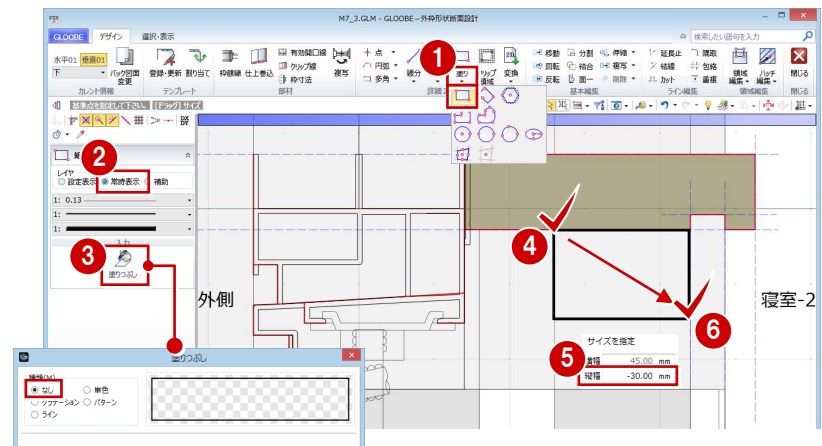 M7_3.GLM - GLOOBE－外枠形状断面設計
GLOOBE デザイン 選択･表示
検索したい語句を入力
水平01 垂直01
下
バック図面
変更
登録･更新 割り当て
枠額縁 仕上巻込
有効開口線
クリップ線
枠寸法
複写
点
円弧
多角
線分
塗り
リップ
領域
変換
移動 分割 伸縮 延長止 隅取
回転 結合 複写 結線 絆包
反転 面一 削除 カット 重複
領域
編集
ハッチ
編集
閉じる
カレント情報 テンプレート 部材 詳細 基本編集 ライン編集 領域編集 閉じる
基準点を指定して下さい。 [ドラッグ] サイズ
レイヤ
設定表示 常時表示 補助
1: 0.13
1:
1:
入力
塗りつぶし
1
2
3
4
5
6
外側
寝室-2
サイズを指定
横幅 45.00 mm
縦幅 -30.00 mm
塗りつぶし
種類(M)
なし 単色
グラデーション パターン
ライン